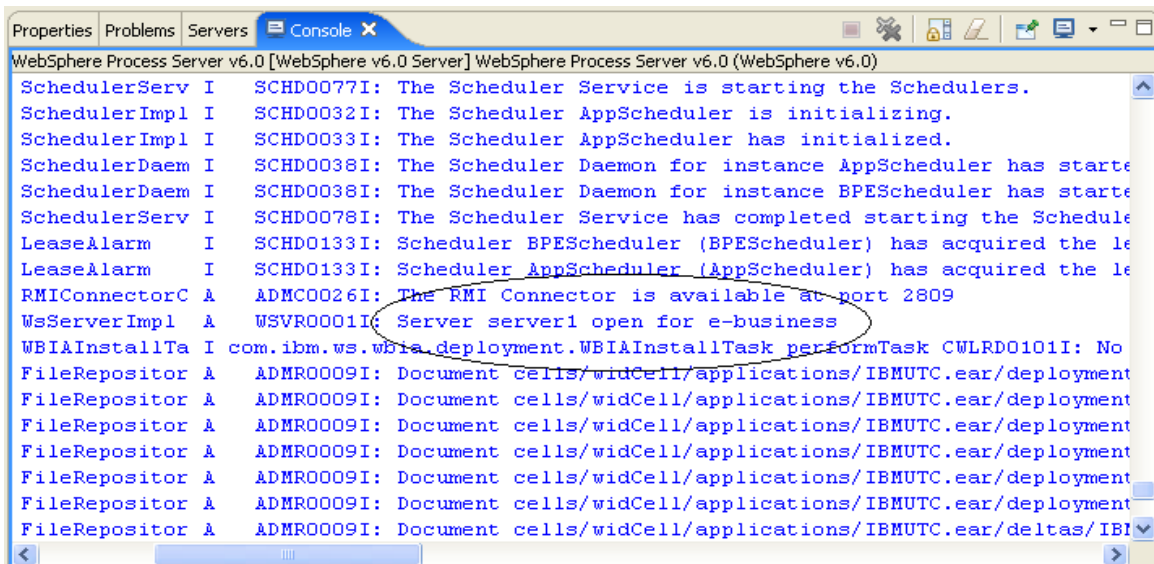 Properties Problems Servers Console
WebSphere Process Server v6.0 [WebSphere v6.0 Server] WebSphere Process Server v6.0 (WebSphere v6.0)
SchedulerServ I SCHD0077I: The Scheduler Service is starting the Schedulers.
SchedulerImpl I SCHD0032I: The Scheduler AppScheduler is initializing.
SchedulerImpl I SCHD0033I: The Scheduler AppScheduler has initialized.
SchedulerDaem I SCHD0038I: The Scheduler Daemon for instance AppScheduler has starte
SchedulerDaem I SCHD0038I: The Scheduler Daemon for instance BPEScheduler has starte
SchedulerServ I SCHD0078I: The Scheduler Service has completed starting the Schedule
LeaseAlarm I SCHD0133I: Scheduler BPEScheduler (BPEScheduler) has acquired the le
LeaseAlarm I SCHD0133I: Scheduler AppScheduler (AppScheduler) has acquired the le
RMIConnectorC A ADMC0026I: The RMI Connector is available at port 2809
WsServerImpl A WSVR0001I: Server server1 open for e-business
WBIAInstallTa I com.ibm.ws.wbia.deployment.WBIAInstallTask performTask CWLRD0101I: No
FileRepositor A ADMR0009I: Document cells/widCell/applications/IBMUTC.ear/deployment
FileRepositor A ADMR0009I: Document cells/widCell/applications/IBMUTC.ear/deployment
FileRepositor A ADMR0009I: Document cells/widCell/applications/IBMUTC.ear/deployment
FileRepositor A ADMR0009I: Document cells/widCell/applications/IBMUTC.ear/deployment
FileRepositor A ADMR0009I: Document cells/widCell/applications/IBMUTC.ear/deployment
FileRepositor A ADMR0009I: Document cells/widCell/applications/IBMUTC.ear/deployment
FileRepositor A ADMR0009I: Document cells/widCell/applications/IBMUTC.ear/deltas/IBM